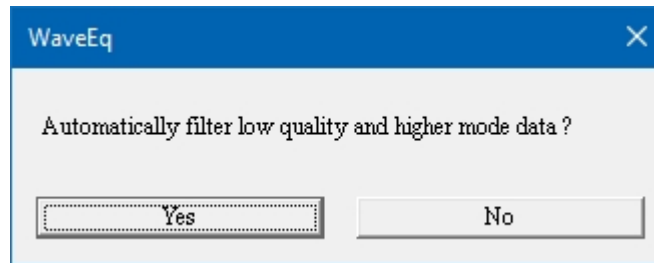 WaveEq
Automatically filter low quality and higher mode data ?
Yes
No